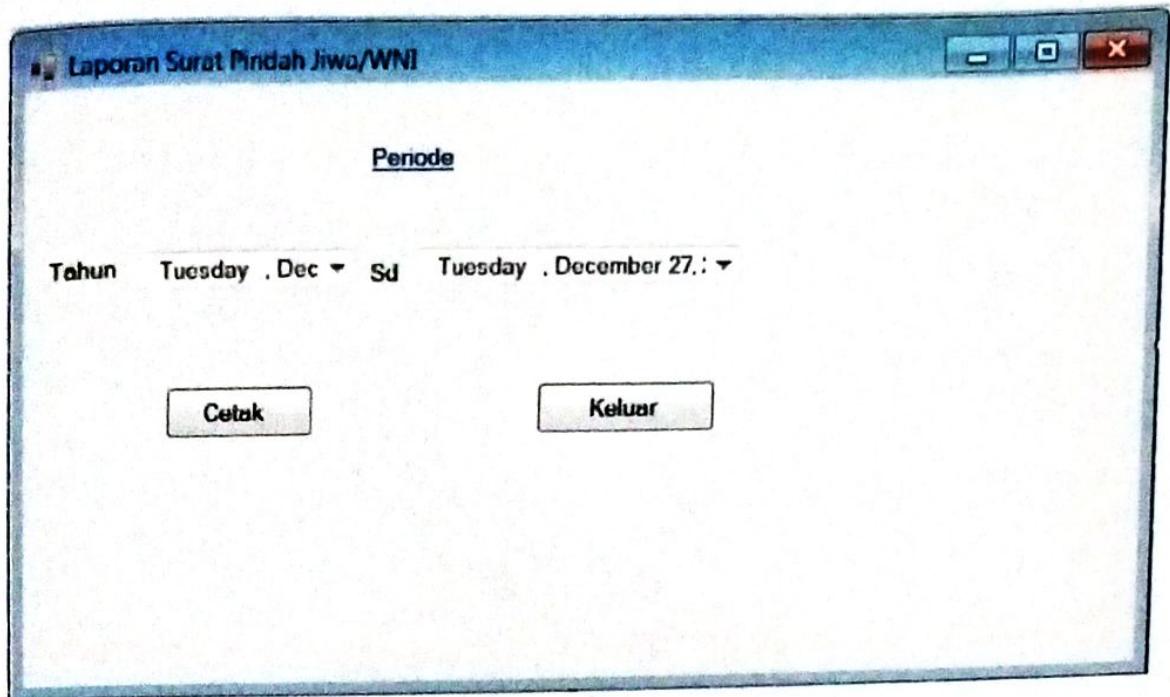 Laporan Surat Pindah Jiwa/WNI
Periode
Tahun Tuesday , Dec Sd Tuesday , December 27,
Cetak Keluar